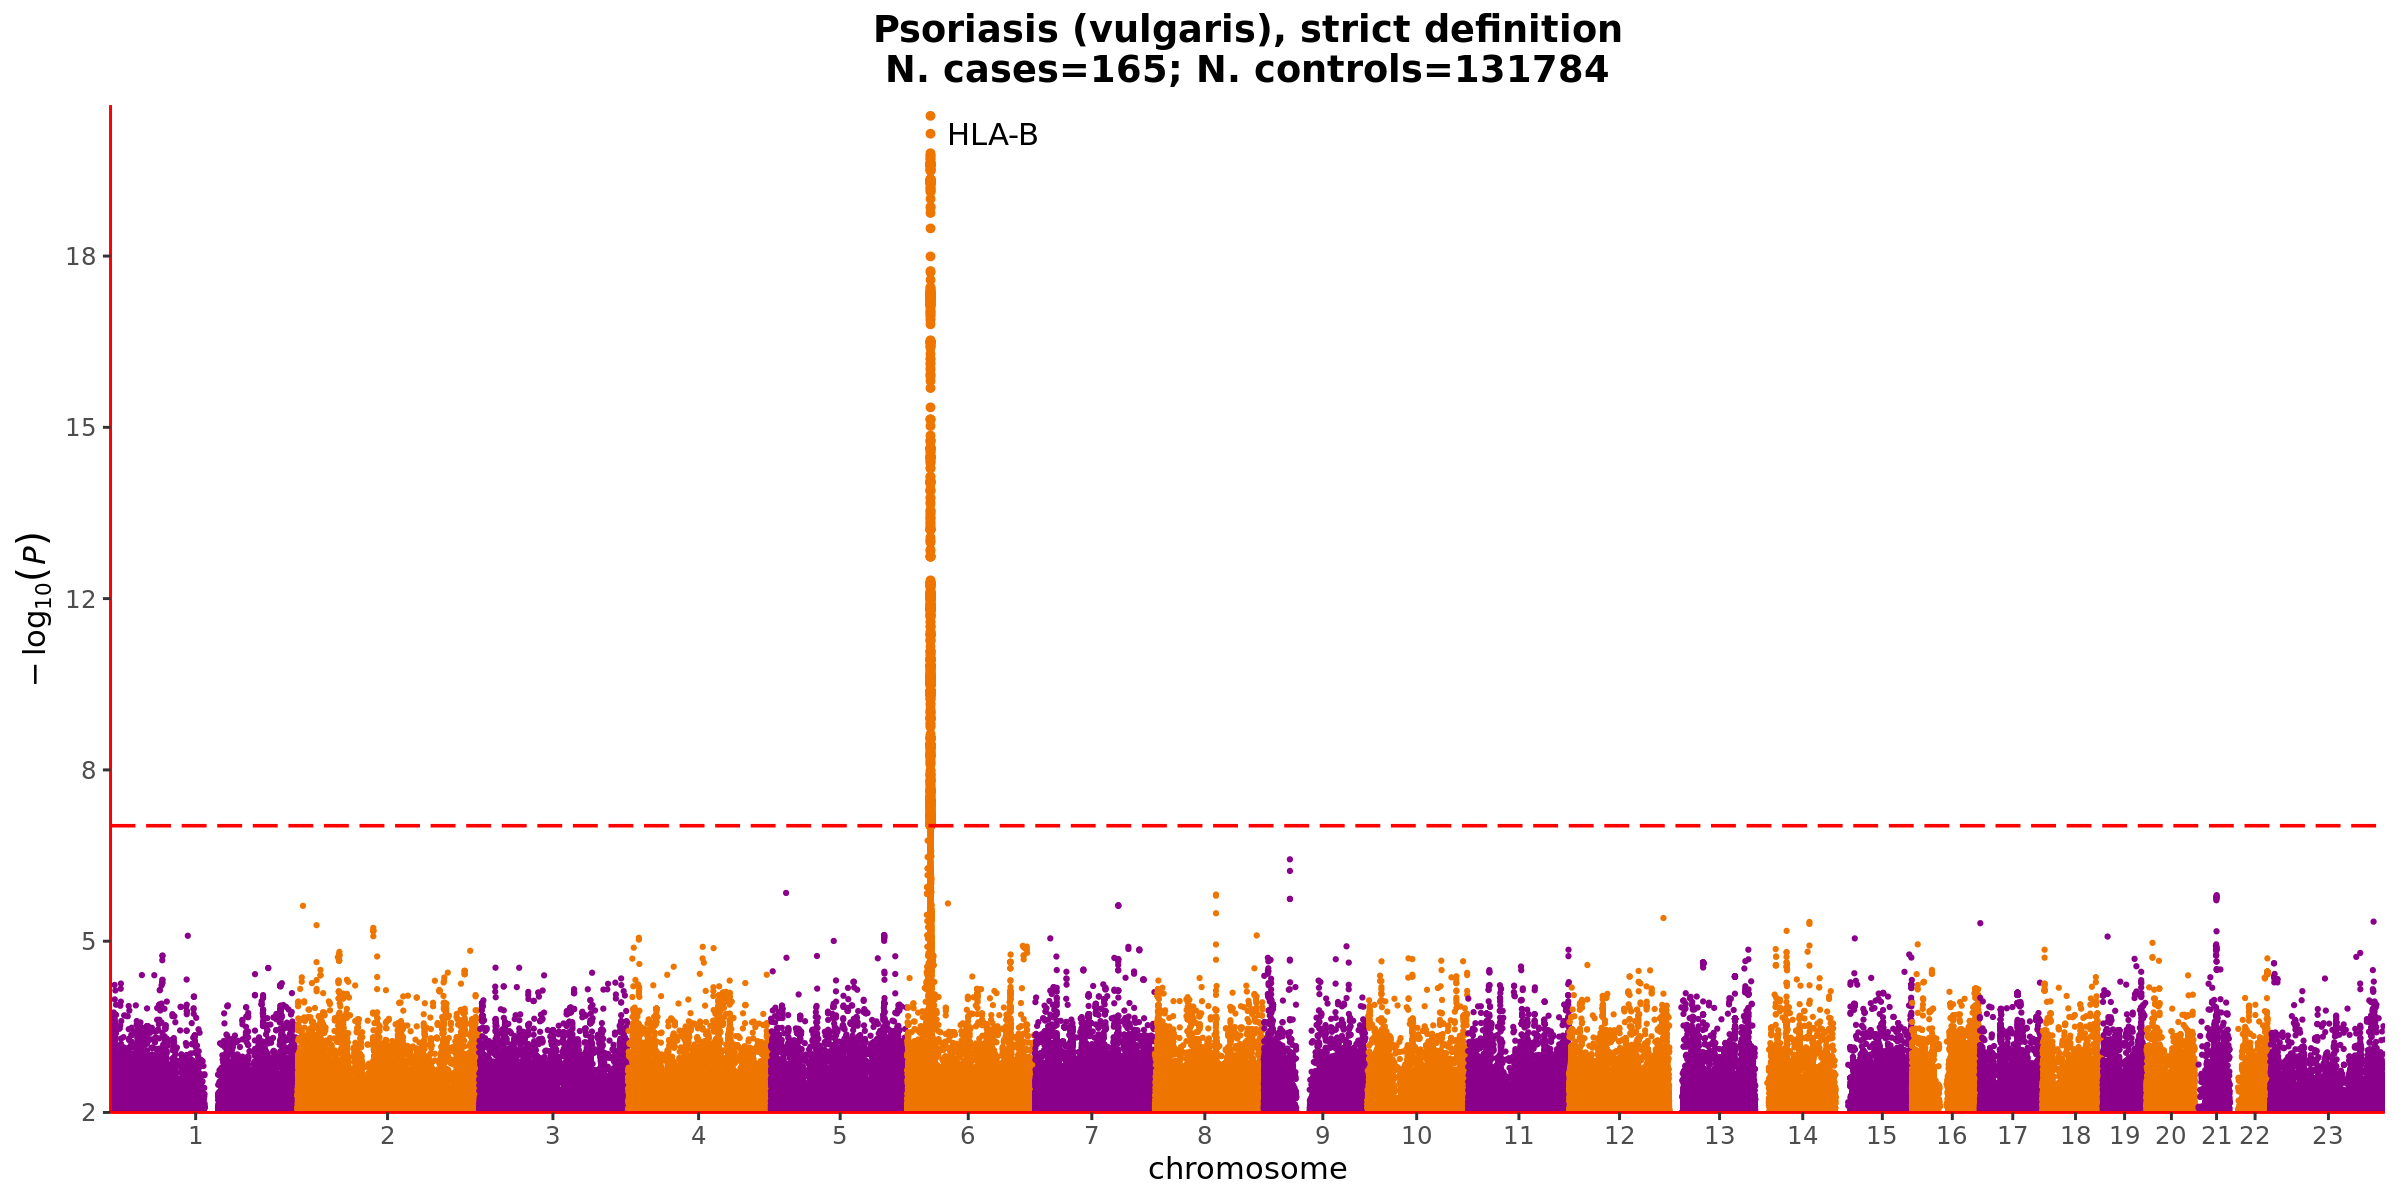 Psoriasis (vulgaris), strict definition
N. cases=165; N. controls=131784
HLA-B
18
15
12
8
5
2
−log10(P)
1 2 3 4 5 6 7 8 9 10 11 12 13 14 15 16 17 18 19 20 21 22 23
chromosome